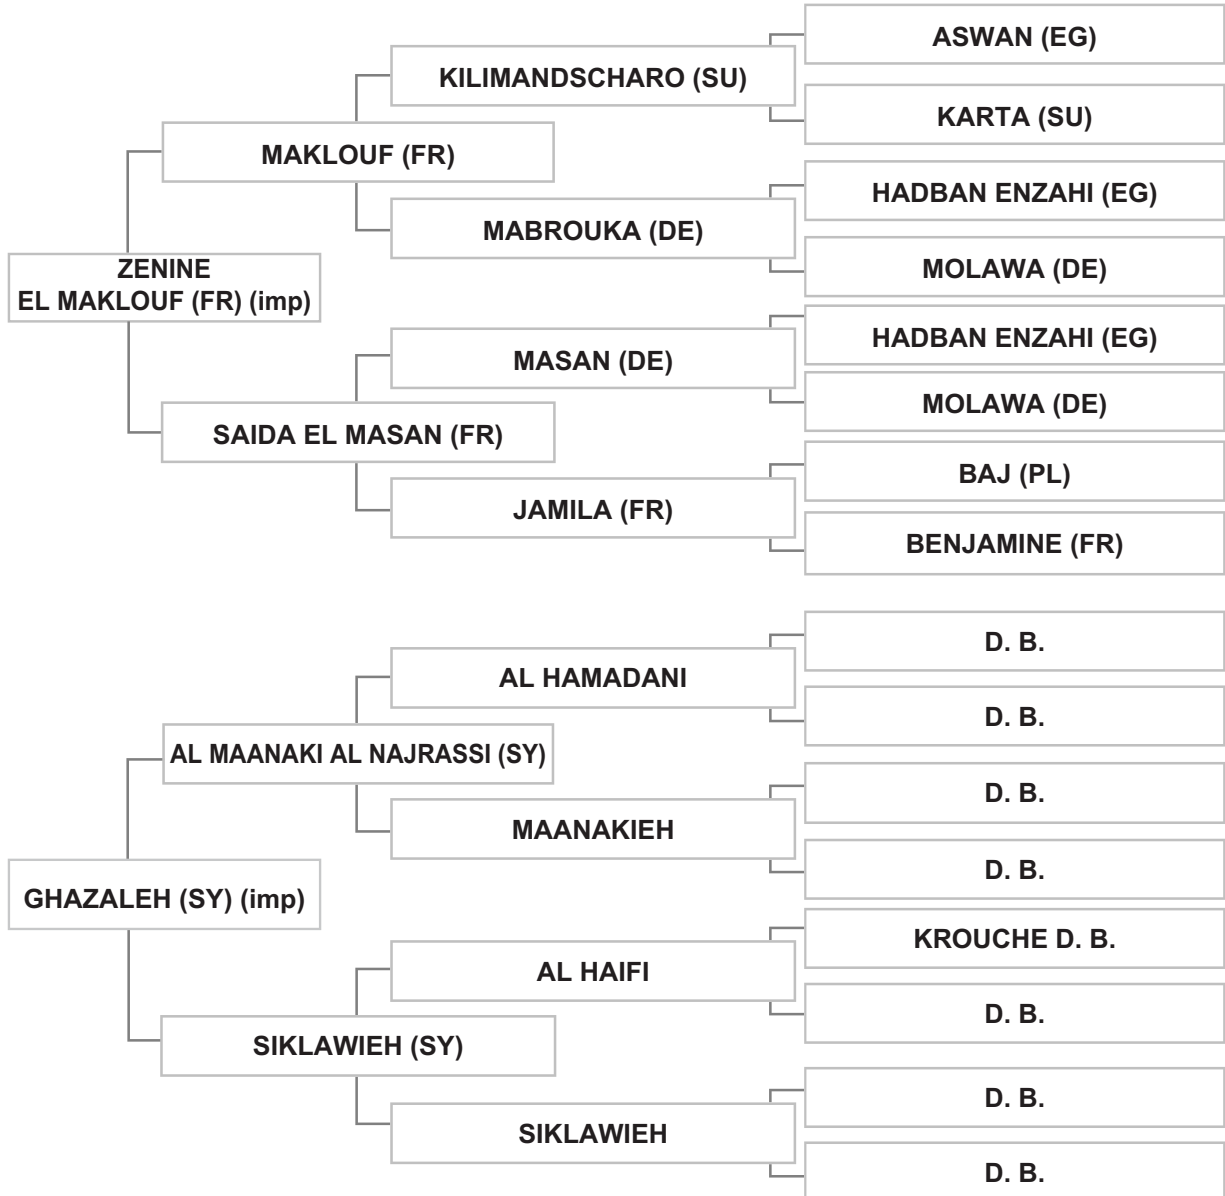 ASWAN (EG)
KILIMANDSCHARO (SU)
KARTA (SU)
MAKLOUF (FR)
HADBAN ENZAHI (EG)
MABROUKA (DE)
MOLAWA (DE)
ZENINE
EL MAKLOUF (FR) (imp)
HADBAN ENZAHI (EG)
MASAN (DE)
MOLAWA (DE)
SAIDA EL MASAN (FR)
BAJ (PL)
JAMILA (FR)
BENJAMINE (FR)
D. B.
AL HAMADANI
D. B.
AL MAANAKI AL NAJRASSI (SY)
D. B.
MAANAKIEH
D. B.
GHAZALEH (SY) (imp)
KROUCHE D. B.
AL HAIFI
D. B.
SIKLAWIEH (SY)
D. B.
SIKLAWIEH
D. B.